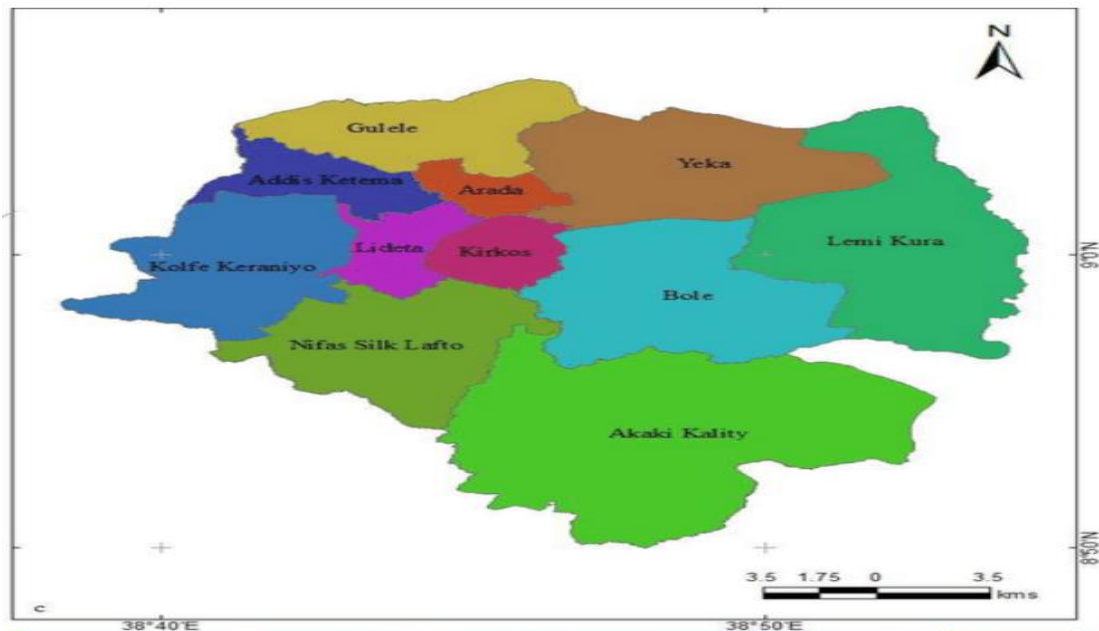 N
Gulele
Yeka
Addis Ketema
Arada
Lideta
Kirkos
Lemi Kura
Kolfe Keraniyo
Bole
Nifas Silk Lafto
Akaki Kality
9°0'N
8°50'N
3.5 1.75 0 3.5
kms
c
38°40'E 38°50'E